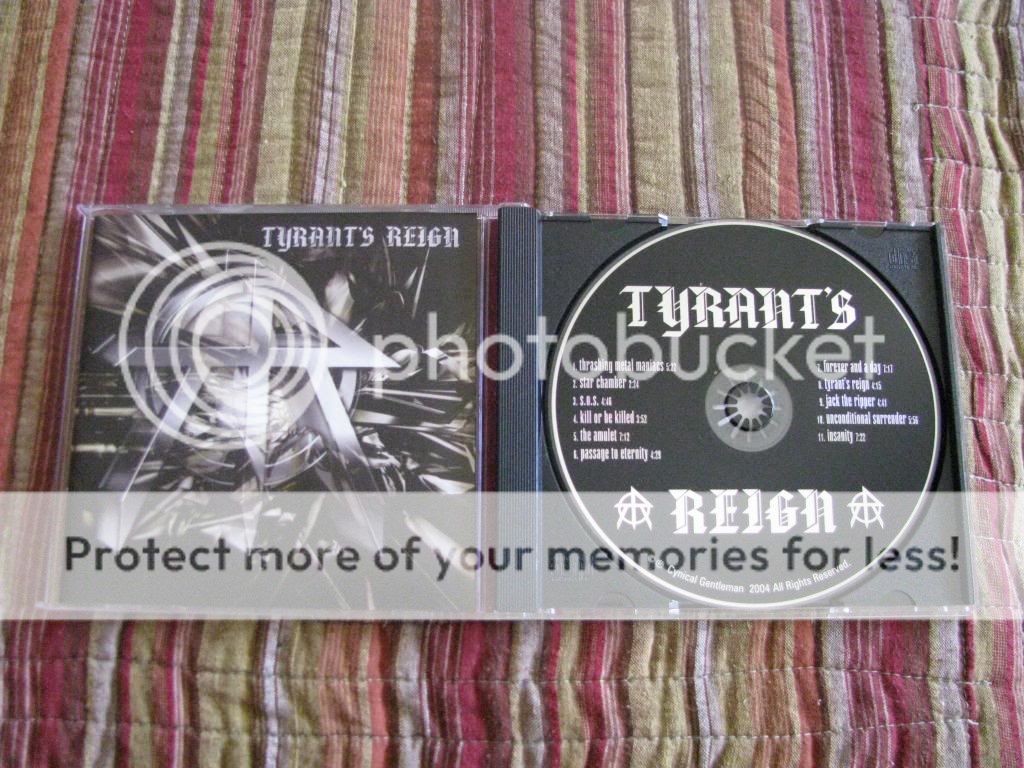 TYRANT'S REIGN
photobucket
TYRANT'S
1. thrashing metal maniacs
2. star chamber 2:24
3. S.O.S. 4:46
4. kill or be killed 3:52
5. the amulet 7:12
6. passage to eternity 4:29
7. forever and a day 7:17
8. tyrant's reign 4:15
9. jack the ripper 4:41
10. unconditional surrender 5:56
11. insanity 7:22
REIGN
Protect more of your memories for less!
℗© Cynical Gentleman 2004 All Rights Reserved.